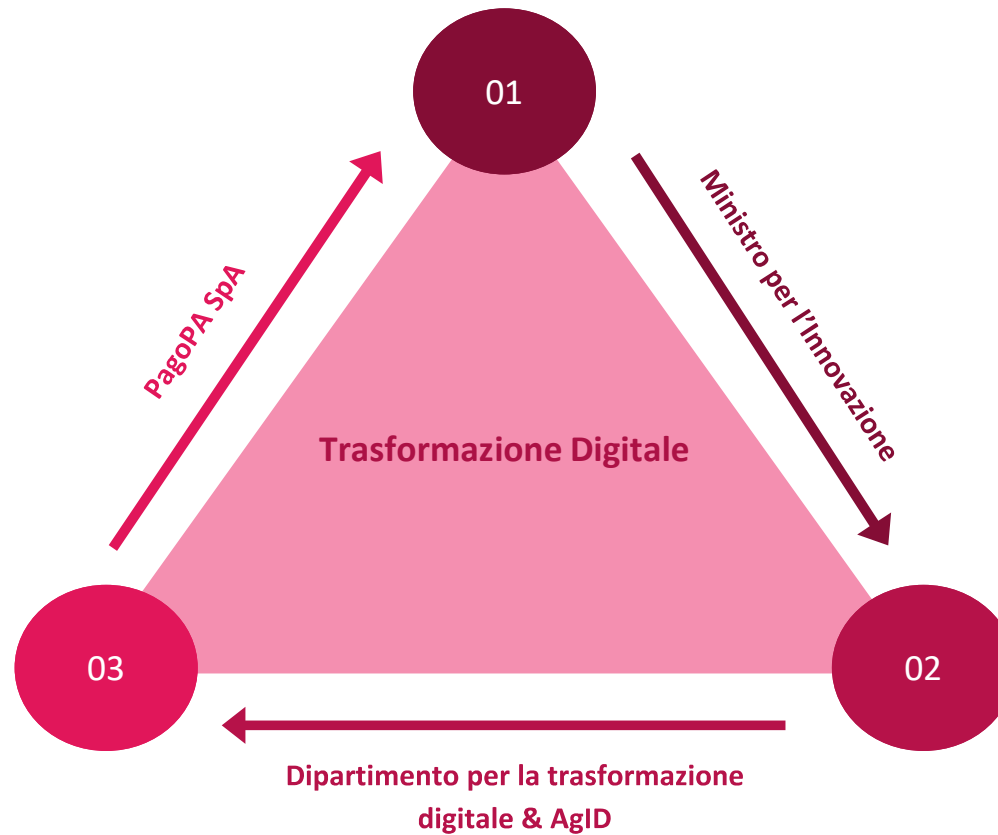 01
Ministro per l’Innovazione
PagoPA SpA
Trasformazione Digitale
03
02
Dipartimento per la trasformazione
digitale & AgID